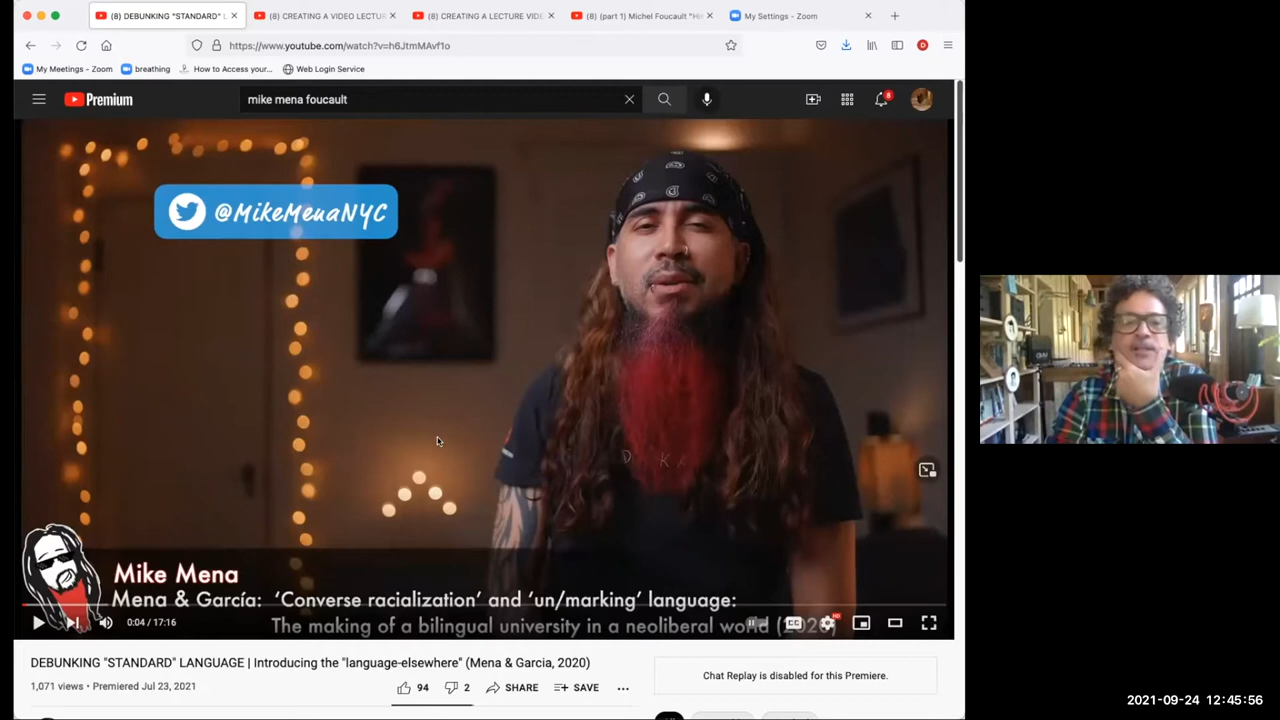 (8) DEBUNKING "STANDARD" L
(8) CREATING A VIDEO LECTUR
(8) CREATING A LECTURE VIDE
(8) (part 1) Michel Foucault "Hi
My Settings - Zoom
https://www.youtube.com/watch?v=h6JtmMAvf1o
D
My Meetings - Zoom
breathing
How to Access your...
Web Login Service
Premium
mike mena foucault
8
@MikeMenaNYC
Mike Mena
Mena & García: 'Converse racialization' and 'un/marking' language:
The making of a bilingual university in a neoliberal world (2020)
0:04 / 17:16
HD
DEBUNKING "STANDARD" LANGUAGE | Introducing the "language-elsewhere" (Mena & Garcia, 2020)
1,071 views • Premiered Jul 23, 2021
94
2
SHARE
SAVE
Chat Replay is disabled for this Premiere.
2021-09-24 12:45:56